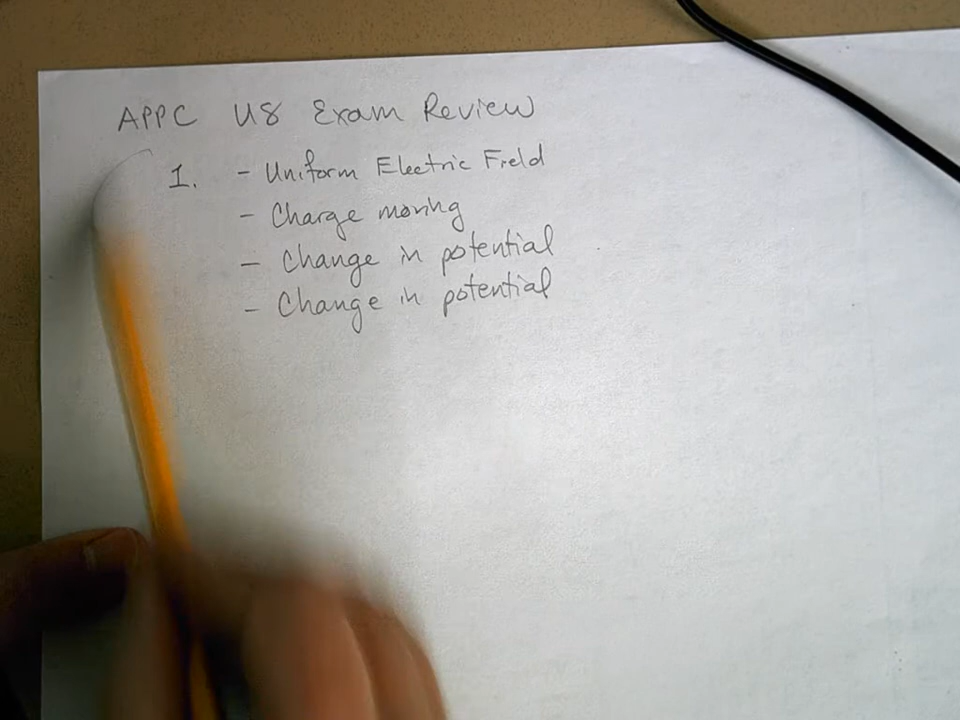 APPC U8 Exam Review
1. - Uniform Electric Field
- Charge moving
- Change in potential
- Change in potential